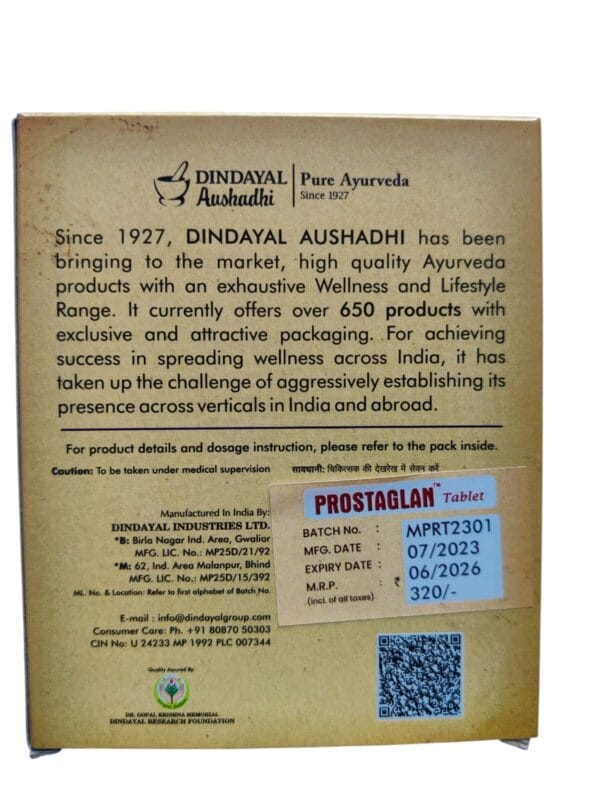 DINDAYAL Aushadhi | Pure Ayurveda Since 1927
Since 1927, DINDAYAL AUSHADHI has been
bringing to the market, high quality Ayurveda
products with an exhaustive Wellness and Lifestyle
Range. It currently offers over 650 products with
exclusive and attractive packaging. For achieving
success in spreading wellness across India, it has
taken up the challenge of aggressively establishing its
presence across verticals in India and abroad.
For product details and dosage instruction, please refer to the pack inside.
Caution: To be taken under medical supervision
सावधानी: चिकित्सक की देखरेख में सेवन करें
Manufactured In India By:
DINDAYAL INDUSTRIES LTD.
*B: Birla Nagar Ind. Area, Gwalior
MFG. LIC. No.: MP25D/21/92
*M: 62, Ind. Area Malanpur, Bhind
MFG. LIC. No.: MP25D/15/392
ML. No. & Location: Refer to first alphabet of Batch No.
E-mail : info@dindayalgroup.com
Consumer Care: Ph. +91 80870 50303
CIN No: U 24233 MP 1992 PLC 007344
Quality Assured By:
DR. GOPAL KRISHNA MEMORIAL
DINDAYAL RESEARCH FOUNDATION
PROSTAGLAN™ Tablet
BATCH No. : MPRT2301
MFG. DATE : 07/2023
EXPIRY DATE : 06/2026
M.R.P. : ₹ 320/-
(incl. of all taxes)